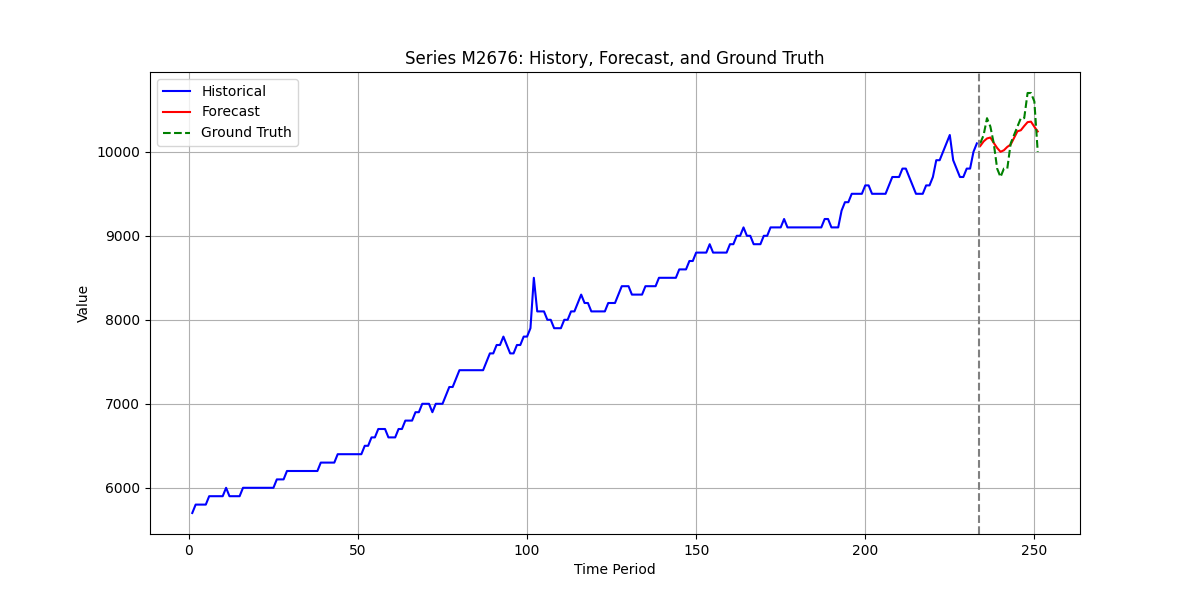 Series M2676: History, Forecast, and Ground Truth
Historical
Forecast
Ground Truth
10000
9000
8000
7000
6000
Value
0 50 100 150 200 250
Time Period